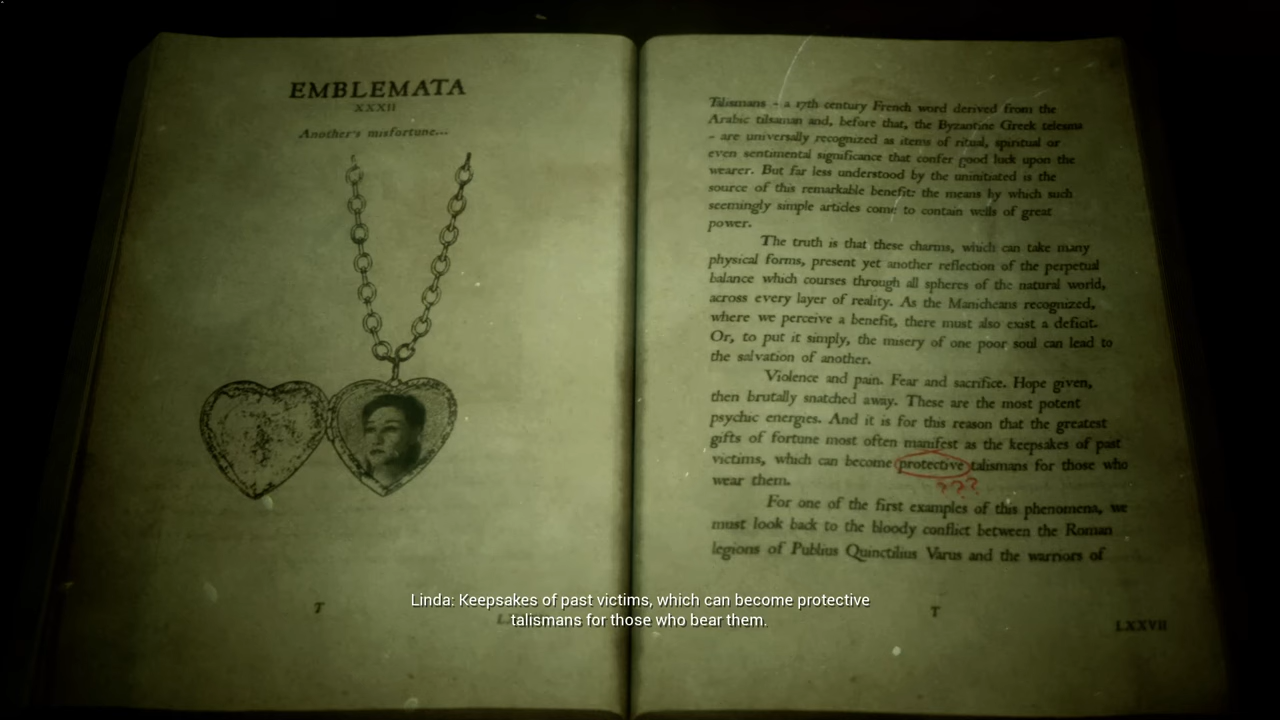 EMBLEMATA
XXXII
Another's misfortune...
T
Talismans - a 17th century French word derived from the
Arabic tilsaman and, before that, the Byzantine Greek telesma
- are universally recognized as items of ritual, spiritual or
even sentimental significance that confer good luck upon the
wearer. But far less understood by the uninitiated is the
source of this remarkable benefit: the means by which such
seemingly simple articles come to contain wells of great
power.
The truth is that these charms, which can take many
physical forms, present yet another reflection of the perpetual
balance which courses through all spheres of the natural world,
across every layer of reality. As the Manicheans recognized,
where we perceive a benefit, there must also exist a deficit.
Or, to put it simply, the misery of one poor soul can lead to
the salvation of another.
Violence and pain. Fear and sacrifice. Hope given,
then brutally snatched away. These are the most potent
psychic energies. And it is for this reason that the greatest
gifts of fortune most often manifest as the keepsakes of past
victims, which can become protective talismans for those who
wear them.
???
For one of the first examples of this phenomena, we
must look back to the bloody conflict between the Roman
legions of Publius Quinctilius Varus and the warriors of
T
LXXVII
Linda: Keepsakes of past victims, which can become protective
talismans for those who bear them.